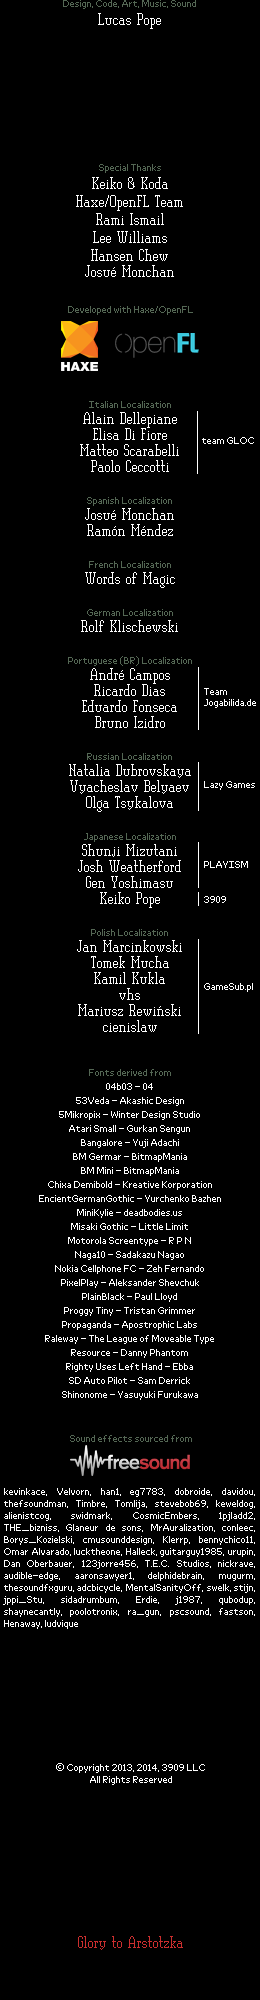 Design, Code, Art, Music, Sound
Lucas Pope
Special Thanks
Keiko & Koda
Haxe/OpenFL Team
Rami Ismail
Lee Williams
Hansen Chew
Josué Monchan
Developed with Haxe/OpenFL
HAXE
OpenFL
Italian Localization
Alain Dellepiane
Elisa Di Fiore
Matteo Scarabelli
Paolo Ceccotti
team GLOC
Spanish Localization
Josué Monchan
Ramón Méndez
French Localization
Words of Magic
German Localization
Rolf Klischewski
Portuguese (BR) Localization
André Campos
Ricardo Dias
Eduardo Fonseca
Bruno Izidro
Team
Jogabilida.de
Russian Localization
Natalia Dubrovskaya
Vyacheslav Belyaev
Olga Tsykalova
Lazy Games
Japanese Localization
Shunji Mizutani
Josh Weatherford
Gen Yoshimasu
PLAYISM
Keiko Pope
3909
Polish Localization
Jan Marcinkowski
Tomek Mucha
Kamil Kukla
vhs
Mariusz Rewiński
cienislaw
GameSub.pl
Fonts derived from
04b03 - 04
53Veda - Akashic Design
5Mikropix - Winter Design Studio
Atari Small - Gurkan Sengun
Bangalore - Yuji Adachi
BM Germar - BitmapMania
BM Mini - BitmapMania
Chixa Demibold - Kreative Korporation
EncientGermanGothic - Yurchenko Bazhen
MiniKylie - deadbodies.us
Misaki Gothic - Little Limit
Motorola Screentype - R P N
Naga10 - Sadakazu Nagao
Nokia Cellphone FC - Zeh Fernando
PixelPlay - Aleksander Shevchuk
PlainBlack - Paul Lloyd
Proggy Tiny - Tristan Grimmer
Propaganda - Apostrophic Labs
Raleway - The League of Moveable Type
Resource - Danny Phantom
Righty Uses Left Hand - Ebba
SD Auto Pilot - Sam Derrick
Shinonome - Yasuyuki Furukawa
Sound effects sourced from
freesound
kevinkace, Velvorn, han1, eg7783, dobroide, davidou,
thefsoundman, Timbre, Tomlija, stevebob69, keweldog,
alienistcog, swidmark, CosmicEmbers, 1pjladd2,
THE_bizniss, Glaneur de sons, MrAuralization, conleec,
Borys_Kozielski, cmusounddesign, Klerrp, bennychico11,
Omar Alvarado, lucktheone, Halleck, guitarguy1985, urupin,
Dan Oberbauer, 123jorre456, T.E.C. Studios, nickrave,
audible-edge, aaronsawyer1, delphidebrain, mugurm,
thesoundfxguru, adcbicycle, MentalSanityOff, swelk, stijn,
jppi_Stu, sidadrumbum, Erdie, j1987, qubodup,
shaynecantly, poolotronix, ra_gun, pscsound, fastson,
Henaway, ludvique
© Copyright 2013, 2014, 3909 LLC
All Rights Reserved
Glory to Arstotzka